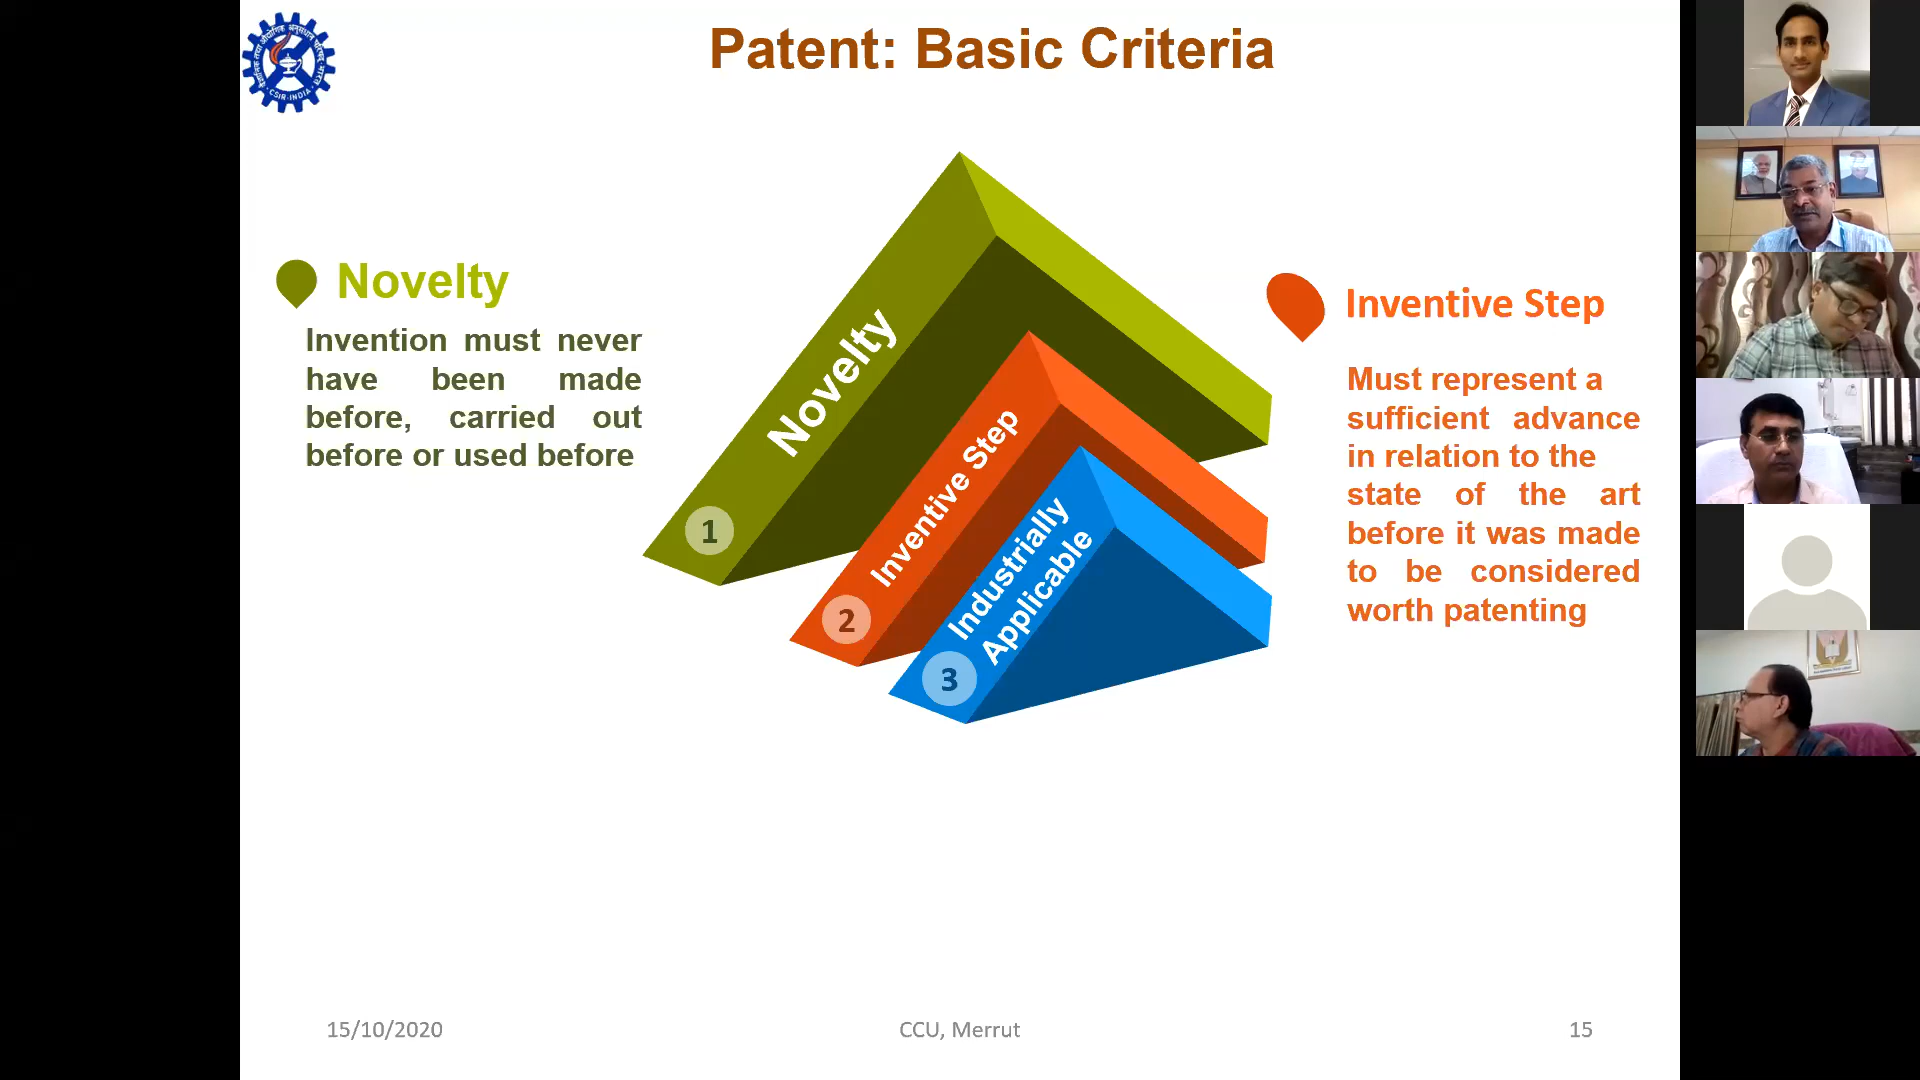 Patent: Basic Criteria
CSIR-INDIA
Novelty
Invention must never
have been made
before, carried out
before or used before
Novelty
1
Inventive Step
2
Industrially
Applicable
3
Inventive Step
Must represent a
sufficient advance
in relation to the
state of the art
before it was made
to be considered
worth patenting
15/10/2020
CCU, Merrut
15